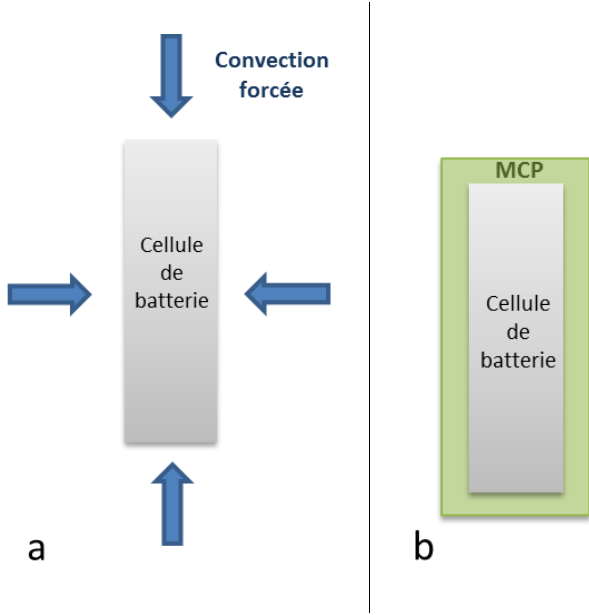 Convection
forcée
Cellule
de
batterie
a
MCP
Cellule
de
batterie
b